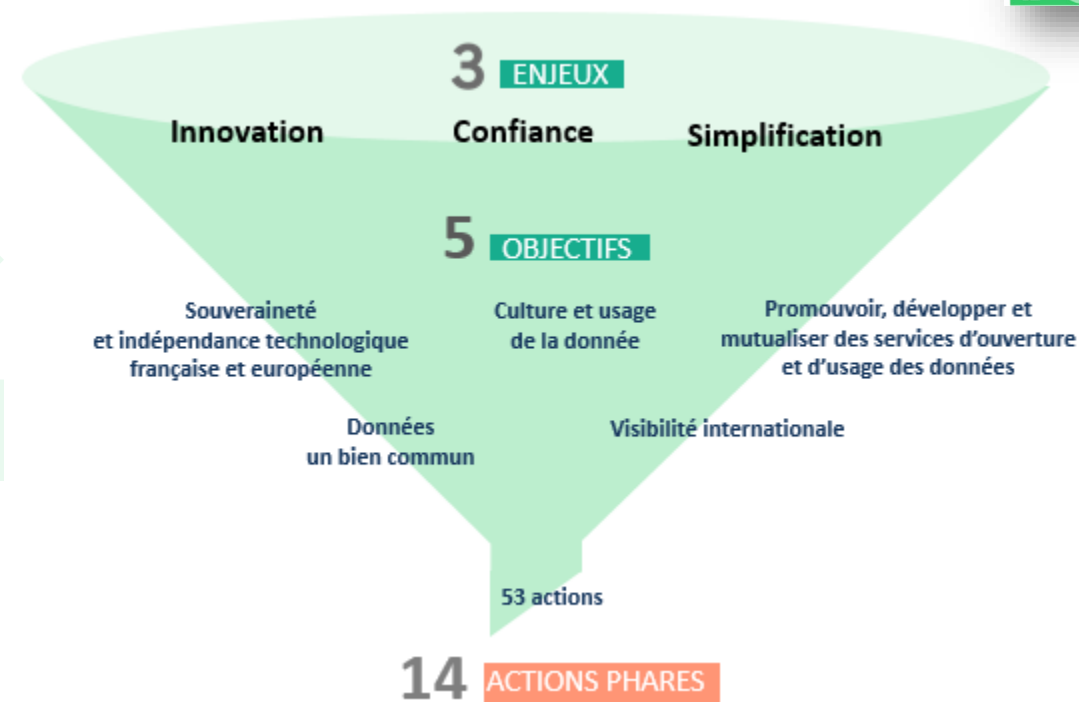 3 ENJEUX
Innovation
Confiance
Simplification
5 OBJECTIFS
Souveraineté
et indépendance technologique
française et européenne
Culture et usage
de la donnée
Promouvoir, développer et
mutualiser des services d'ouverture
et d'usage des données
Données
un bien commun
Visibilité internationale
53 actions
14 ACTIONS PHARES